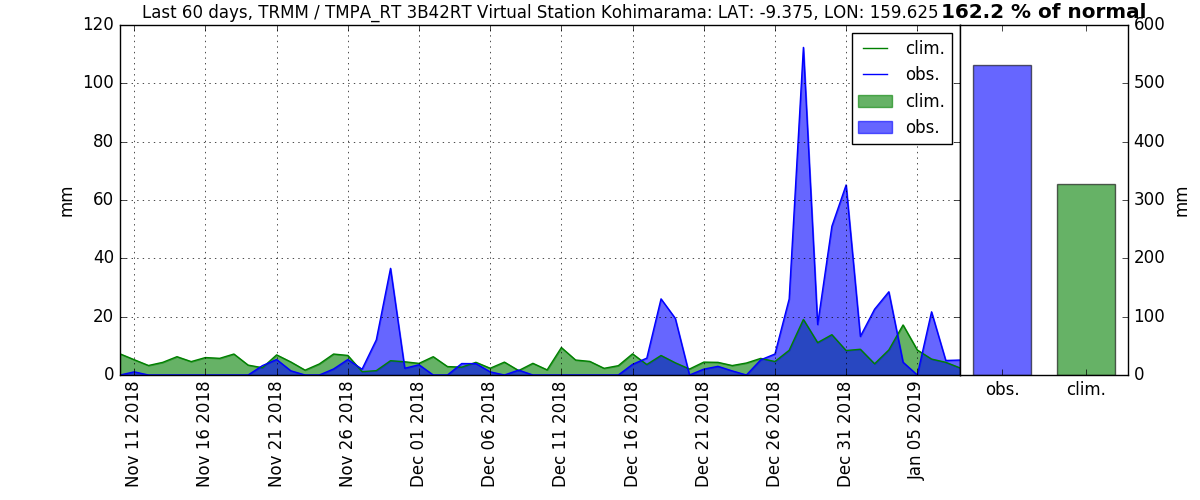 Last 60 days, TRMM / TMPA_RT 3B42RT Virtual Station Kohimarama: LAT: -9.375, LON: 159.625 162.2 % of normal
120
100
80
60
40
20
0
mm
clim.
obs.
clim.
obs.
Nov 11 2018
Nov 16 2018
Nov 21 2018
Nov 26 2018
Dec 01 2018
Dec 06 2018
Dec 11 2018
Dec 16 2018
Dec 21 2018
Dec 26 2018
Dec 31 2018
Jan 05 2019
600
500
400
300
200
100
0
mm
obs.
clim.